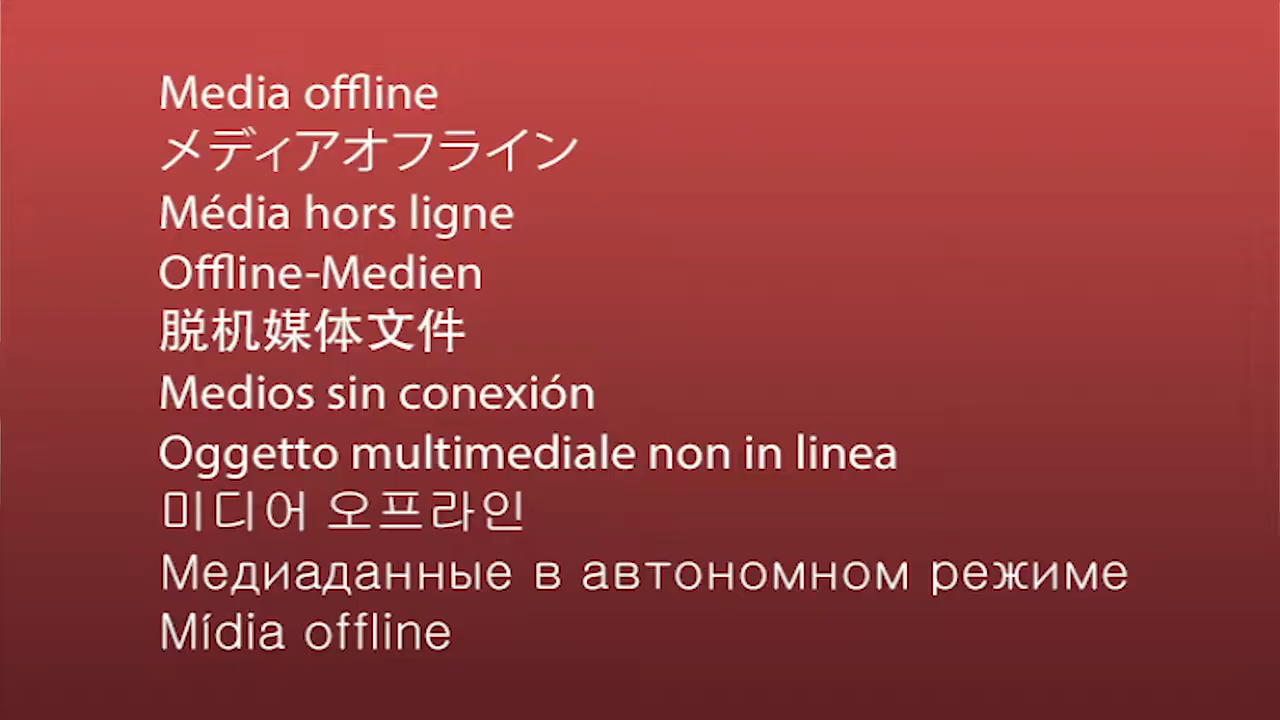 Media offline
メディアオフライン
Média hors ligne
Offline-Medien
脱机媒体文件
Medios sin conexión
Oggetto multimediale non in linea
미디어 오프라인
Медиаданные в автономном режиме
Mídia offline